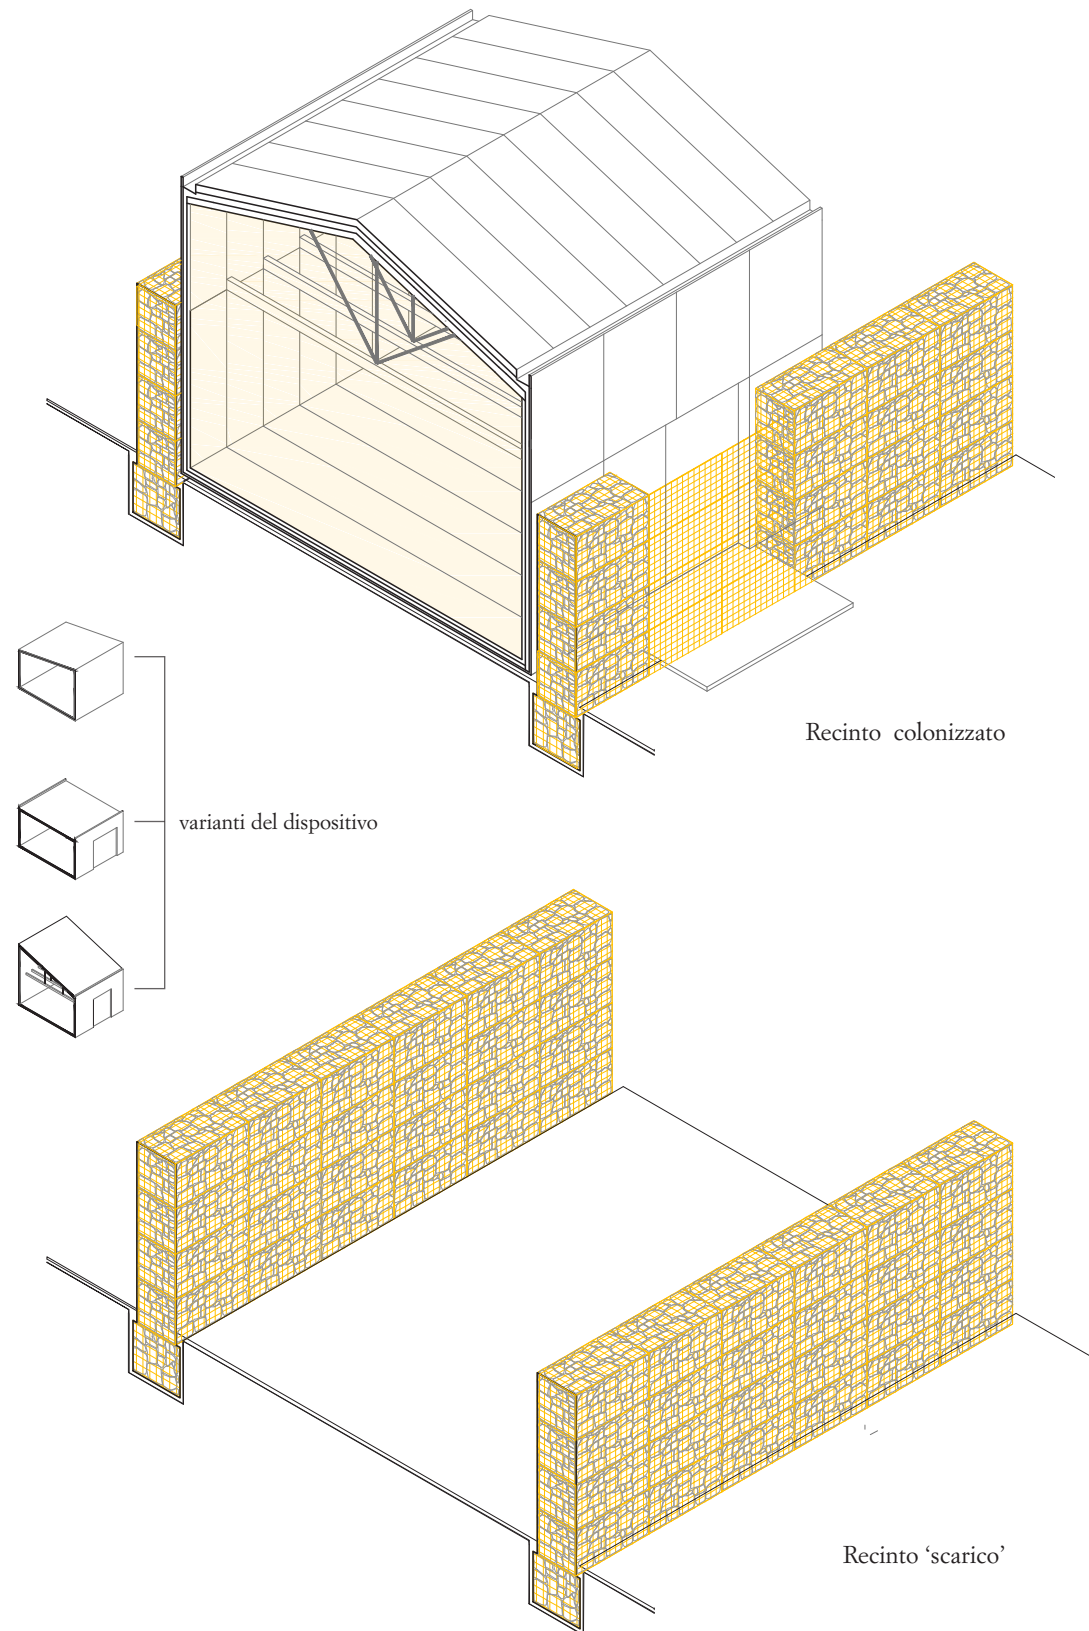 Recinto colonizzato
varianti del dispositivo
Recinto ‘scarico’